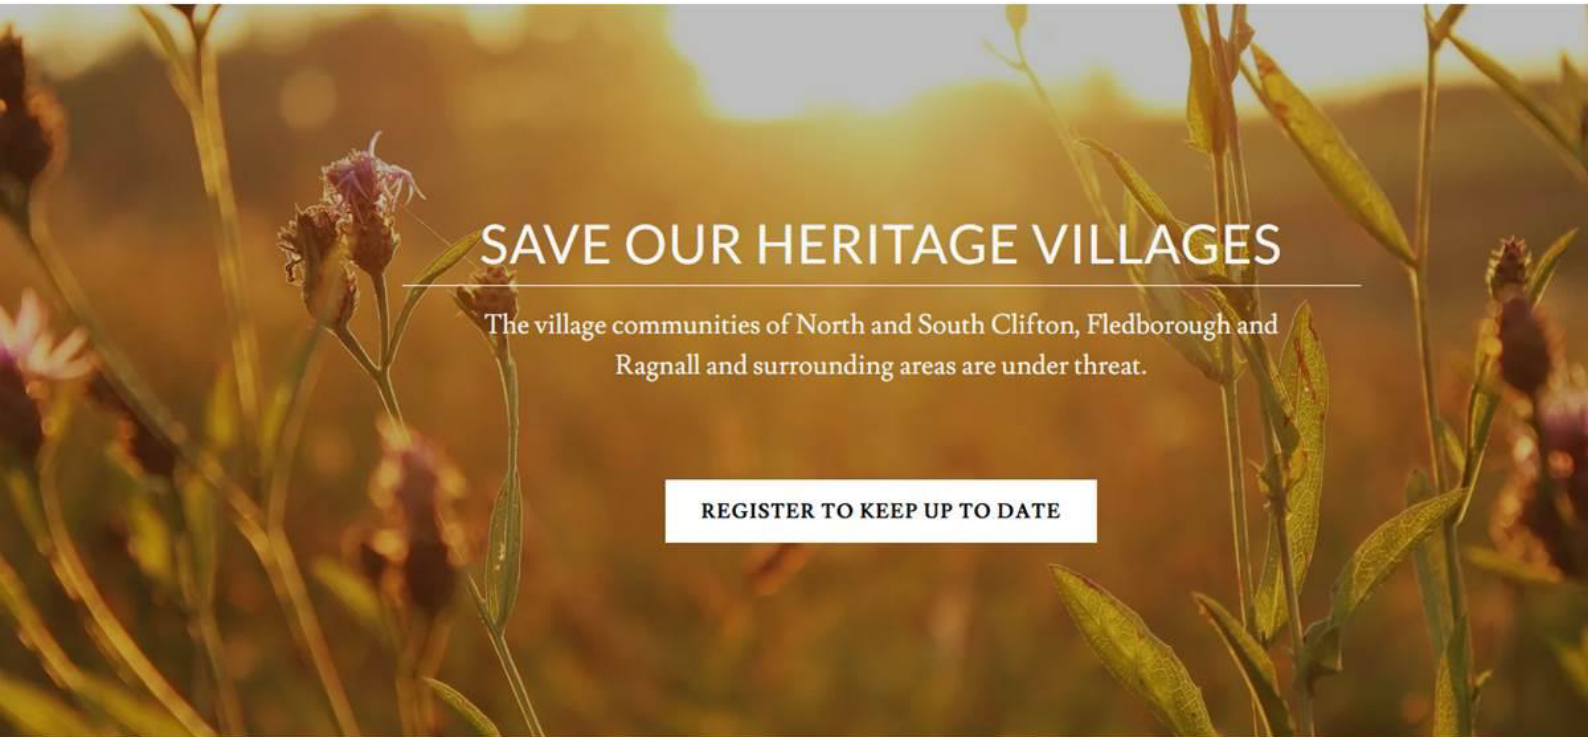 SAVE OUR HERITAGE VILLAGES
The village communities of North and South Clifton, Fledborough and
Ragnall and surrounding areas are under threat.
REGISTER TO KEEP UP TO DATE